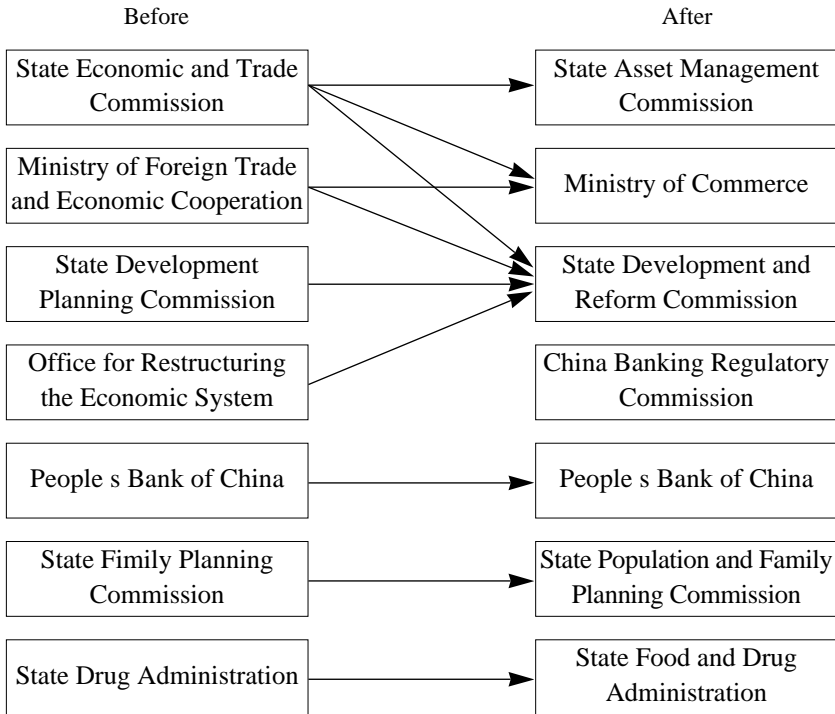 Before
After
State Economic and Trade
Commission
State Asset Management
Commission
Ministry of Foreign Trade
and Economic Cooperation
Ministry of Commerce
State Development
Planning Commission
State Development and
Reform Commission
Office for Restructuring
the Economic System
China Banking Regulatory
Commission
People s Bank of China
People s Bank of China
State Fimily Planning
Commission
State Population and Family
Planning Commission
State Drug Administration
State Food and Drug
Administration